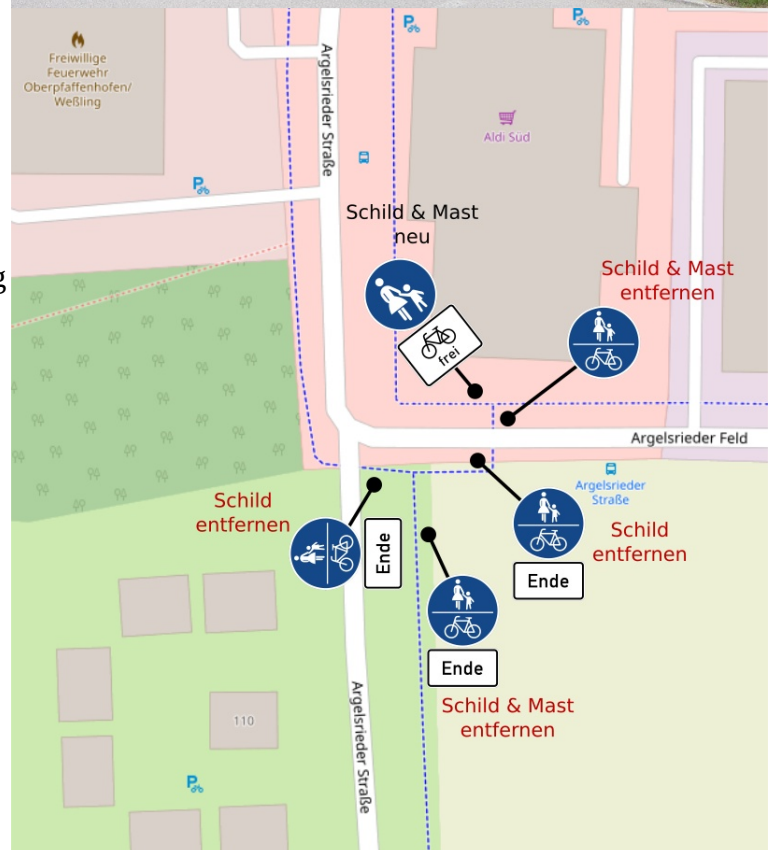 Freiwillige
Feuerwehr
Oberpfaffenhofen/
Weßling
Argelsrieder Straße
Aldi Süd
Schild & Mast
neu
g
Schild & Mast
entfernen
frei
Argelsrieder Feld
Argelsrieder
Straße
Schild
entfernen
Ende
Schild
entfernen
Ende
Ende
Schild & Mast
entfernen
Argelsrieder Straße
110
P
P
P
P